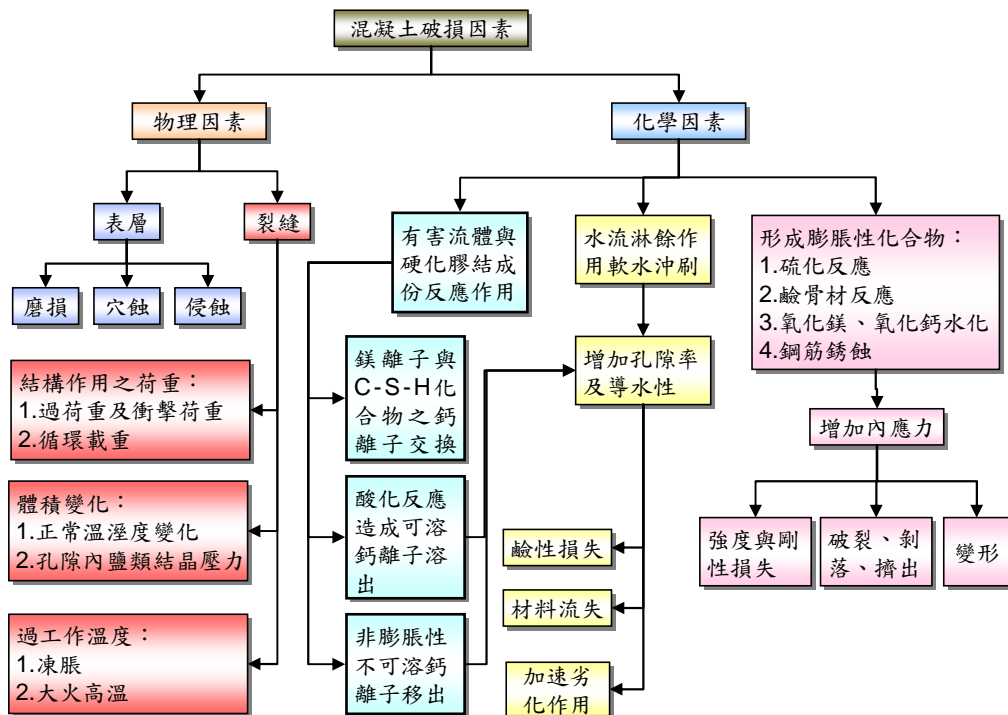 混凝土破損因素
物理因素
化學因素
表層
裂縫
磨損
穴蝕
侵蝕
結構作用之荷重：
1.過荷重及衝擊荷重
2.循環載重
體積變化：
1.正常溫溼度變化
2.孔隙內鹽類結晶壓力
過工作溫度：
1.凍脹
2.大火高溫
有害流體與
硬化膠結成
份反應作用
鎂離子與
C-S-H化
合物之鈣
離子交換
酸化反應
造成可溶
鈣離子溶
出
非膨脹性
不可溶鈣
離子移出
水流淋餘作
用軟水沖刷
增加孔隙率
及導水性
鹼性損失
材料流失
加速劣
化作用
形成膨脹性化合物：
1.硫化反應
2.鹼骨材反應
3.氧化鎂、氧化鈣水化
4.鋼筋銹蝕
增加內應力
強度與剛
性損失
破裂、剝
落、擠出
變形